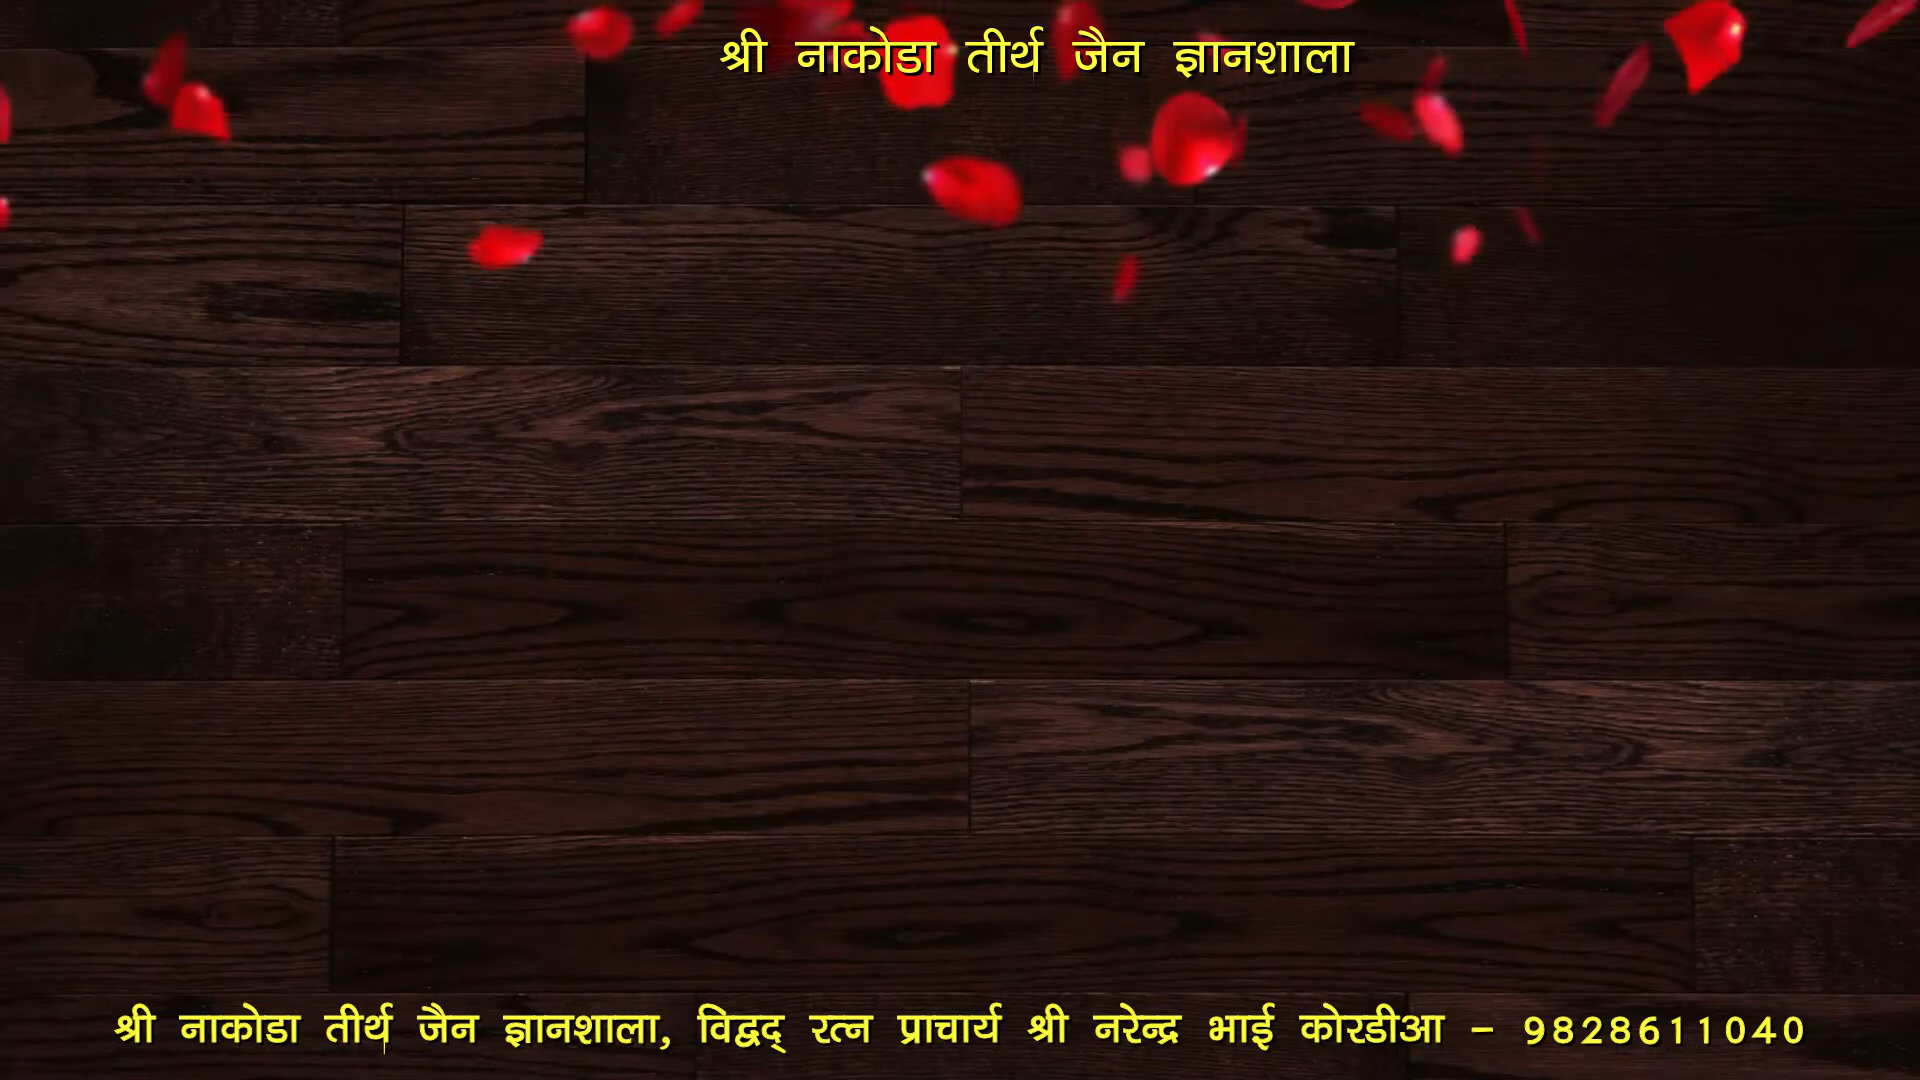 श्री नाकोडा तीर्थ जैन ज्ञानशाला
श्री नाकोडा तीर्थ जैन ज्ञानशाला, विद्वद् रत्न प्राचार्य श्री नरेन्द्र भाई कोरडीआ - 9828611040